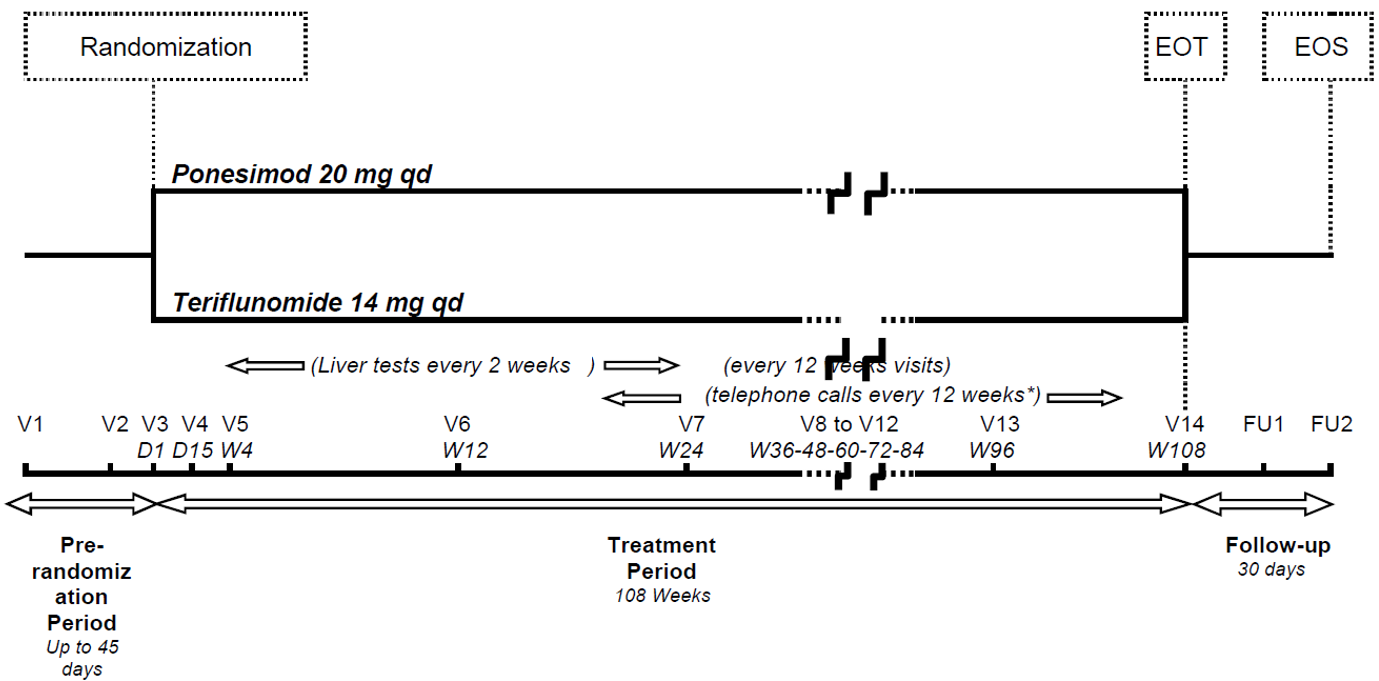 Randomization
EOT
EOS
Ponesimod 20 mg qd
Teriflunomide 14 mg qd
(Liver tests every 2 weeks )
(every 12 weeks visits)
(telephone calls every 12 weeks*)
V1 V2 V3 V4 V5 V6 V7 V8 to V12 V13 V14 FU1 FU2
D1 D15 W4 W12 W24 W36-48-60-72-84 W96 W108
Pre-
randomiz
ation
Period
Up to 45
days
Treatment
Period
108 Weeks
Follow-up
30 days